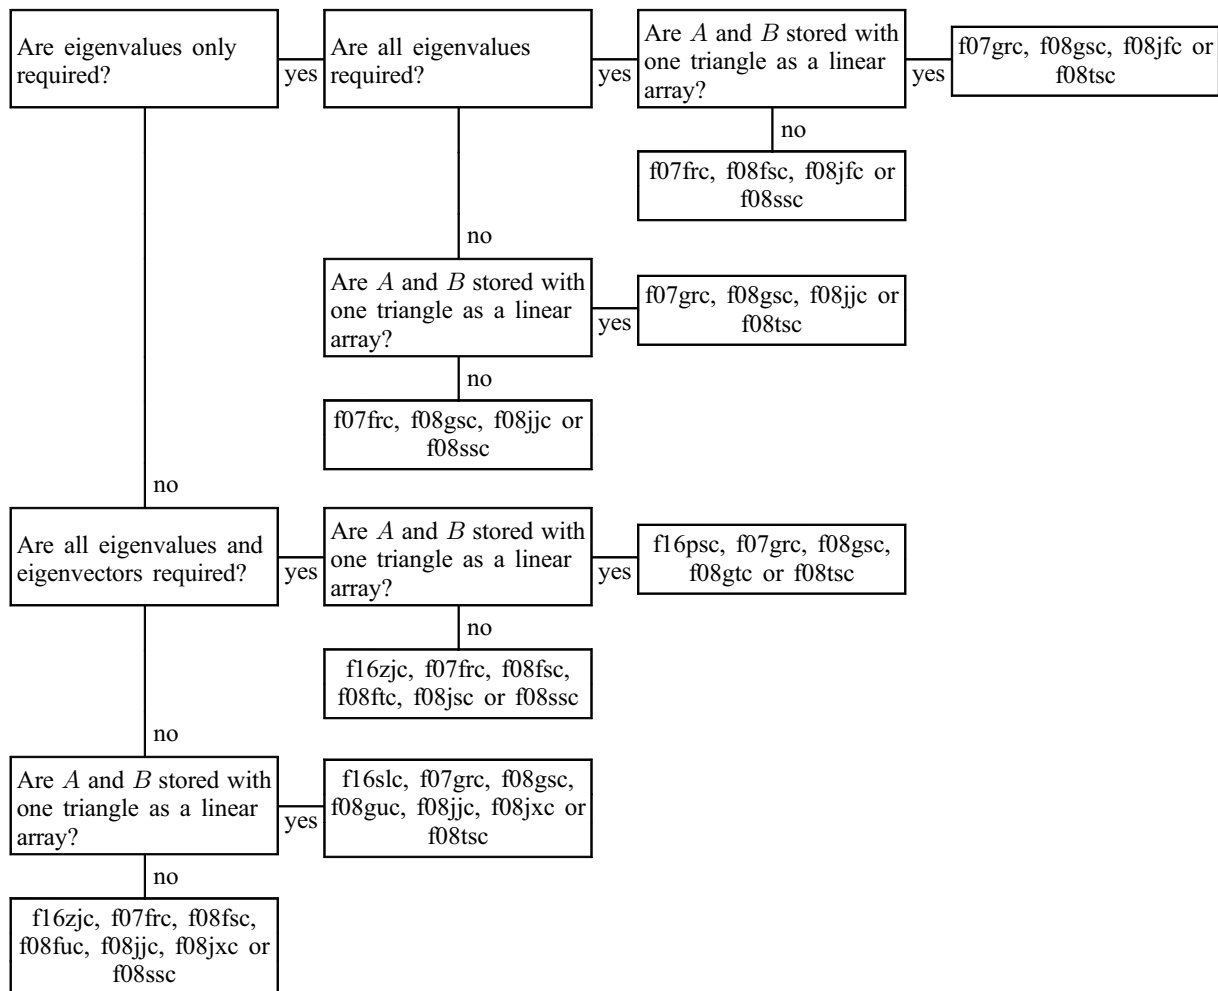 Are eigenvalues only
required?
yes
Are all eigenvalues
required?
yes
Are A and B stored with
one triangle as a linear
array?
yes
f07grc, f08gsc, f08jfc or
f08tsc
no
f07frc, f08fsc, f08jfc or
f08ssc
no
Are A and B stored with
one triangle as a linear
array?
yes
f07grc, f08gsc, f08jjc or
f08tsc
no
f07frc, f08gsc, f08jjc or
f08ssc
no
Are all eigenvalues and
eigenvectors required?
yes
Are A and B stored with
one triangle as a linear
array?
yes
f16psc, f07grc, f08gsc,
f08gtc or f08tsc
no
f16zjc, f07frc, f08fsc,
f08ftc, f08jsc or f08ssc
no
Are A and B stored with
one triangle as a linear
array?
yes
f16slc, f07grc, f08gsc,
f08guc, f08jjc, f08jxc or
f08tsc
no
f16zjc, f07frc, f08fsc,
f08fuc, f08jjc, f08jxc or
f08ssc